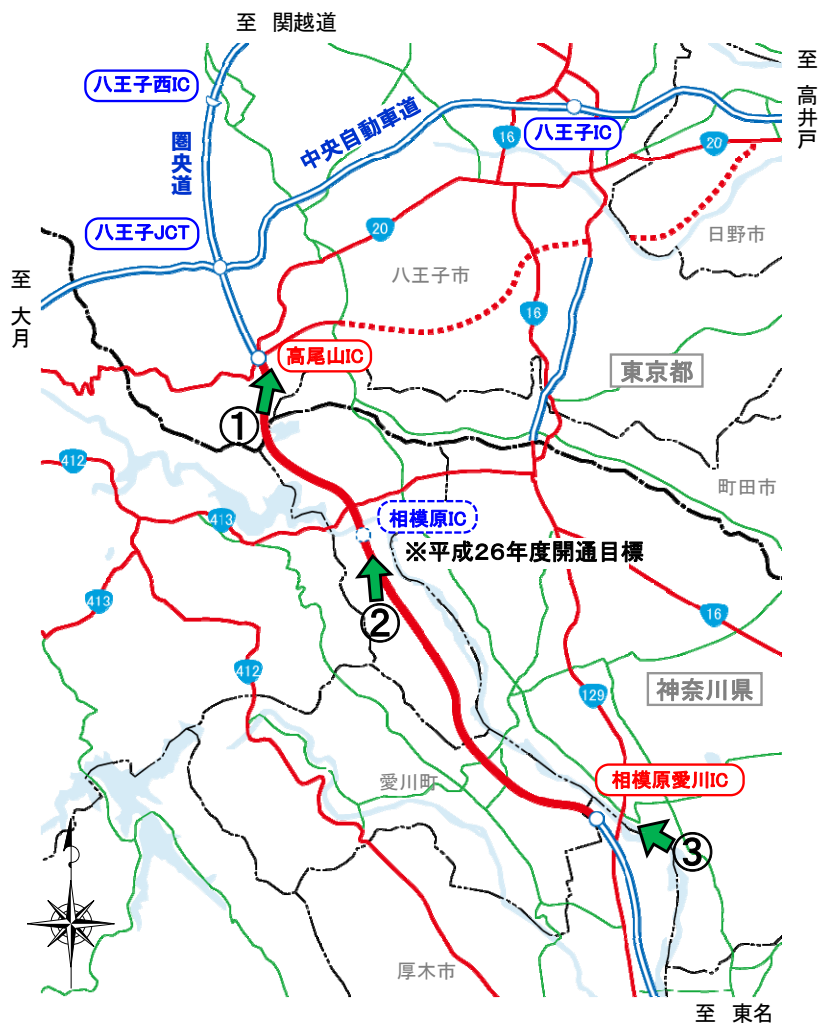 至 関越道
至 高井戸
八王子西IC
中央自動車道
八王子IC
16
20
圏央道
八王子JCT
20
日野市
至 大月
八王子市
16
高尾山IC
東京都
①
412
町田市
413
相模原IC
※平成26年度開通目標
413
②
16
412
129
神奈川県
愛川町
相模原愛川IC
③
厚木市
至 東名